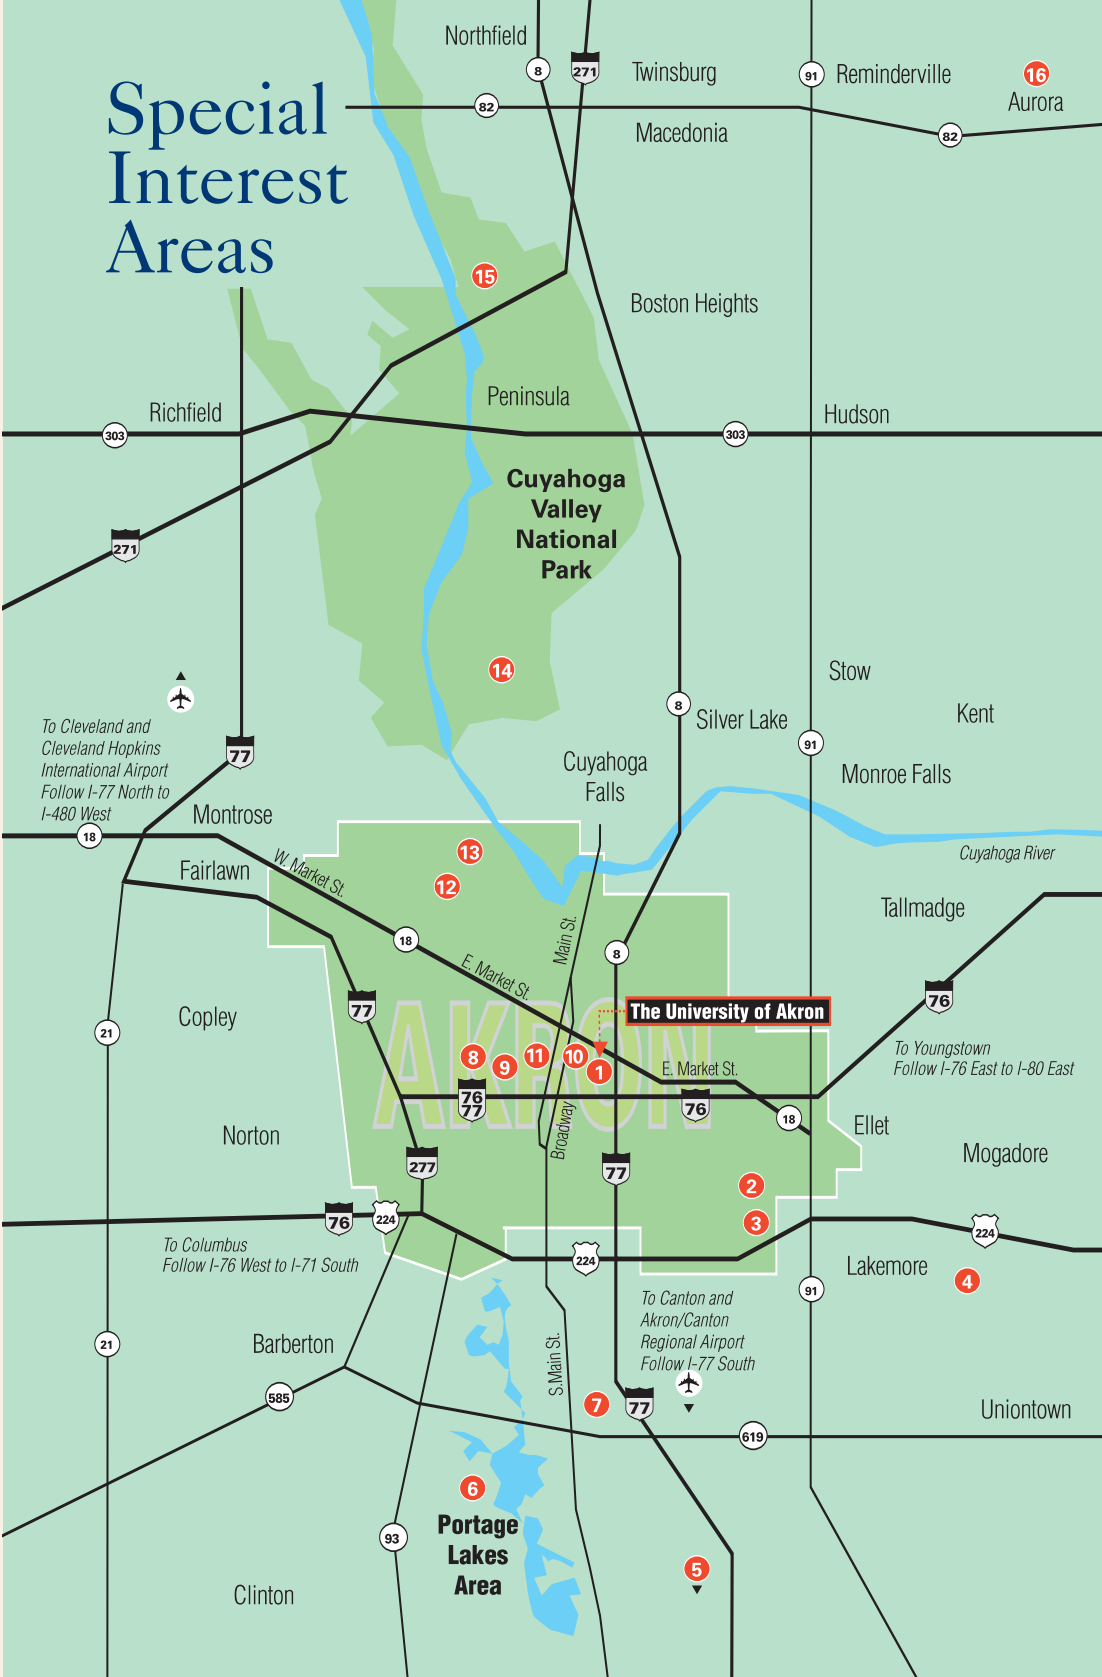 Northfield
8
271
Twinsburg
91
Reminderville
16
Aurora
Special
Interest
Areas
82
Macedonia
82
15
Boston Heights
Peninsula
Richfield
303
303
Hudson
Cuyahoga
Valley
National
Park
271
14
Stow
8
Silver Lake
Kent
91
To Cleveland and
Cleveland Hopkins
International Airport
Follow I-77 North to
I-480 West
77
Cuyahoga
Falls
Monroe Falls
Montrose
18
Cuyahoga River
13
12
Fairlawn
W. Market St.
Tallmadge
18
Main St.
8
E. Market St.
77
76
The University of Akron
AKRON
Copley
21
8
9
11
10
1
E. Market St.
To Youngstown
Follow I-76 East to I-80 East
76
77
76
18
Ellet
Broadway
Norton
277
77
Mogadore
2
3
76
224
224
224
To Columbus
Follow I-76 West to I-71 South
Lakemore
4
91
To Canton and
Akron/Canton
Regional Airport
Follow I-77 South
Barberton
21
S.Main St.
585
7
77
Uniontown
619
6
Portage
Lakes
Area
93
5
Clinton